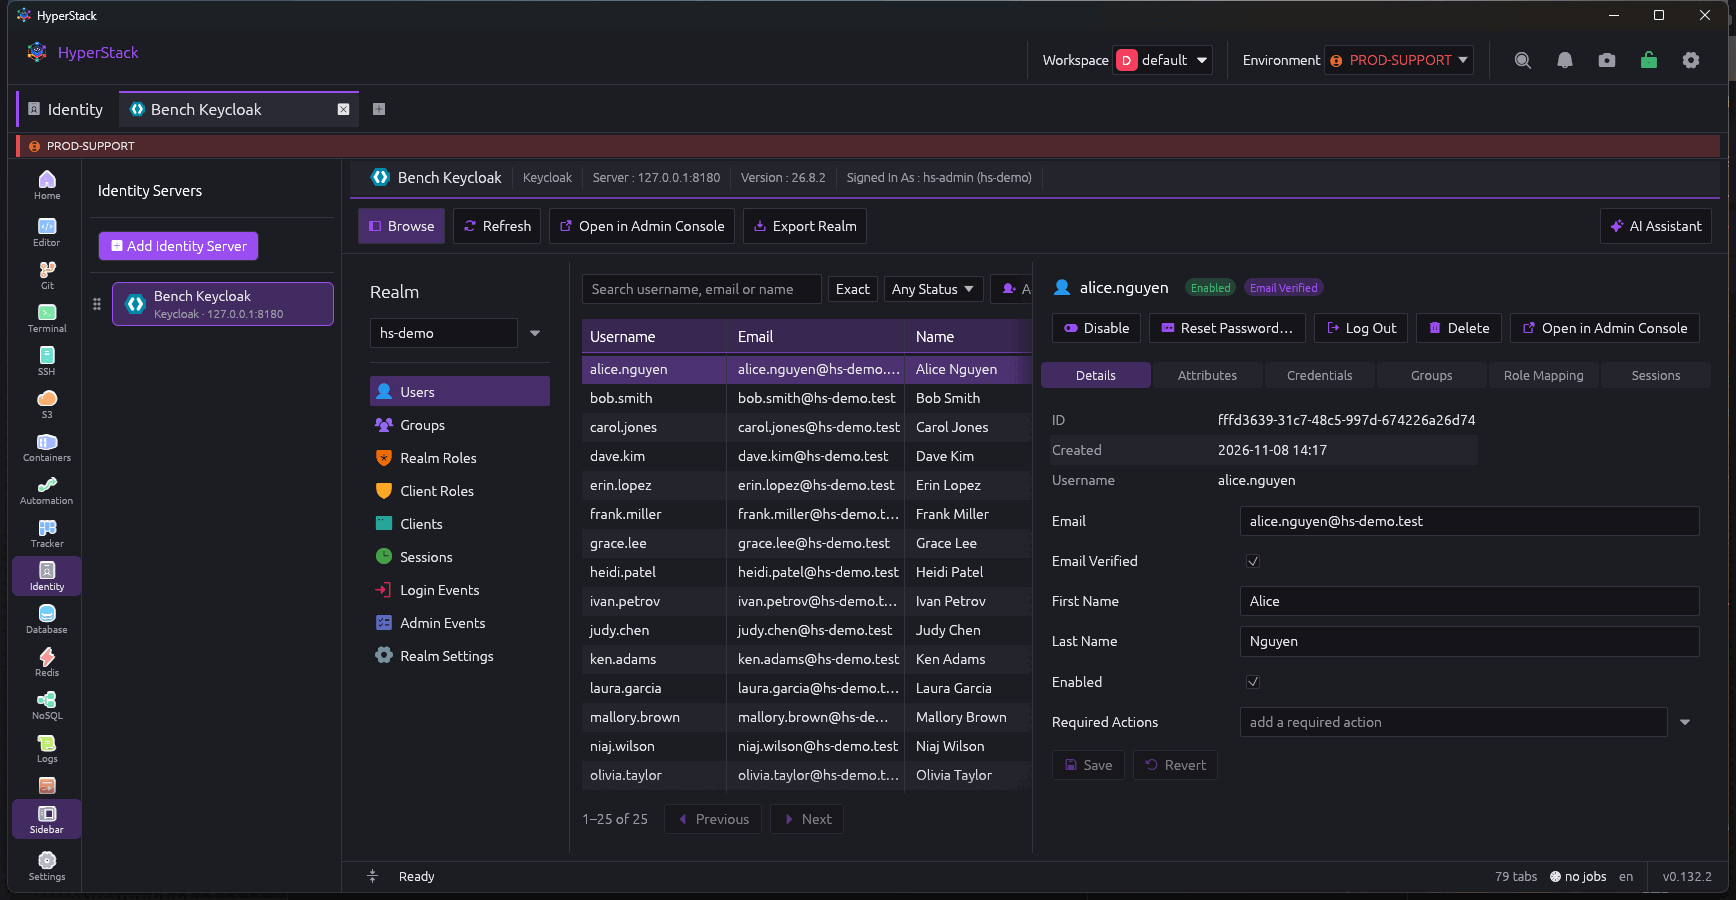 HyperStack
HyperStack
Workspace D default
Environment PROD-SUPPORT
Identity
Bench Keycloak
PROD-SUPPORT
Home
Editor
Git
Terminal
SSH
S3
Containers
Automation
Tracker
Identity
Database
Redis
NoSQL
Logs
Sidebar
Settings
Identity Servers
Add Identity Server
Bench Keycloak
Keycloak · 127.0.0.1:8180
Bench Keycloak Keycloak Server : 127.0.0.1:8180 Version : 26.8.2 Signed In As : hs-admin (hs-demo)
Browse Refresh Open in Admin Console Export Realm AI Assistant
Realm
hs-demo
Users
Groups
Realm Roles
Client Roles
Clients
Sessions
Login Events
Admin Events
Realm Settings
Search username, email or name Exact Any Status A
Username Email Name
alice.nguyen alice.nguyen@hs-demo.... Alice Nguyen
bob.smith bob.smith@hs-demo.test Bob Smith
carol.jones carol.jones@hs-demo.test Carol Jones
dave.kim dave.kim@hs-demo.test Dave Kim
erin.lopez erin.lopez@hs-demo.test Erin Lopez
frank.miller frank.miller@hs-demo.t... Frank Miller
grace.lee grace.lee@hs-demo.test Grace Lee
heidi.patel heidi.patel@hs-demo.test Heidi Patel
ivan.petrov ivan.petrov@hs-demo.t... Ivan Petrov
judy.chen judy.chen@hs-demo.test Judy Chen
ken.adams ken.adams@hs-demo.test Ken Adams
laura.garcia laura.garcia@hs-demo.t... Laura Garcia
mallory.brown mallory.brown@hs-de... Mallory Brown
niaj.wilson niaj.wilson@hs-demo.test Niaj Wilson
olivia.taylor olivia.taylor@hs-demo.t... Olivia Taylor
1–25 of 25 Previous Next
alice.nguyen Enabled Email Verified
Disable Reset Password... Log Out Delete Open in Admin Console
Details Attributes Credentials Groups Role Mapping Sessions
ID fffd3639-31c7-48c5-997d-674226a26d74
Created 2026-11-08 14:17
Username alice.nguyen
Email alice.nguyen@hs-demo.test
Email Verified
First Name Alice
Last Name Nguyen
Enabled
Required Actions add a required action
Save Revert
Ready
79 tabs no jobs en v0.132.2